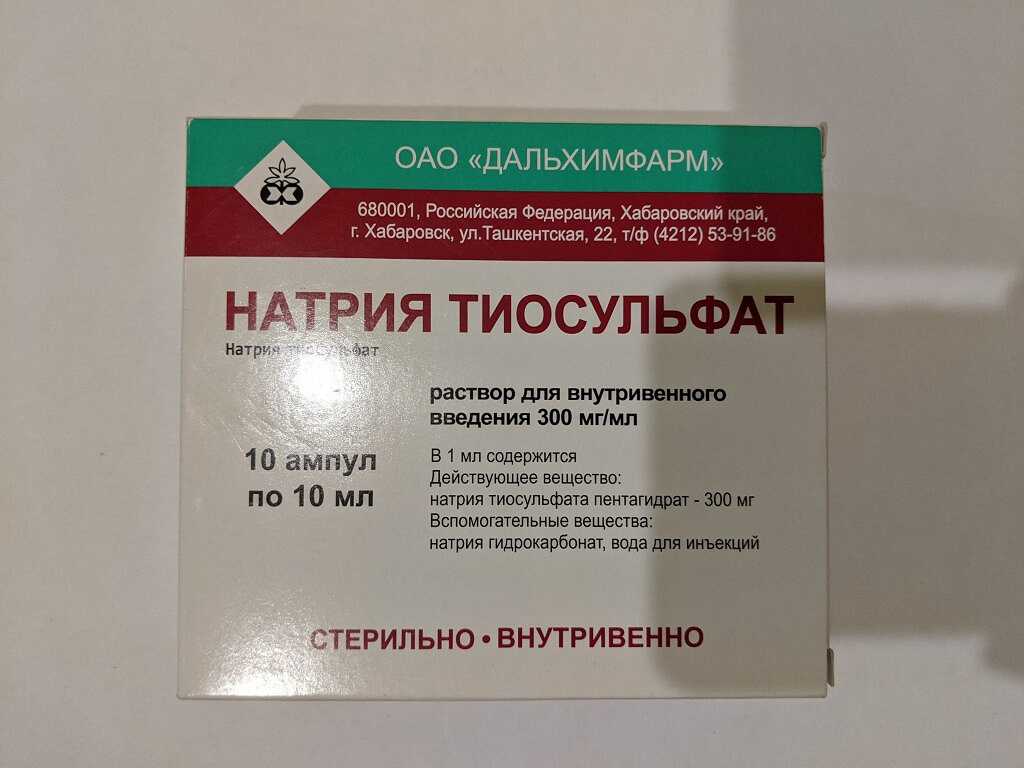 ОАО «ДАЛЬХИМФАРМ»
680001, Российская Федерация, Хабаровский край,
г. Хабаровск, ул.Ташкентская, 22, т/ф (4212) 53-91-86
НАТРИЯ ТИОСУЛЬФАТ
Натрия тиосульфат
раствор для внутривенного
введения 300 мг/мл
10 ампул
по 10 мл
В 1 мл содержится
Действующее вещество:
натрия тиосульфата пентагидрат - 300 мг
Вспомогательные вещества:
натрия гидрокарбонат, вода для инъекций
СТЕРИЛЬНО • ВНУТРИВЕННО